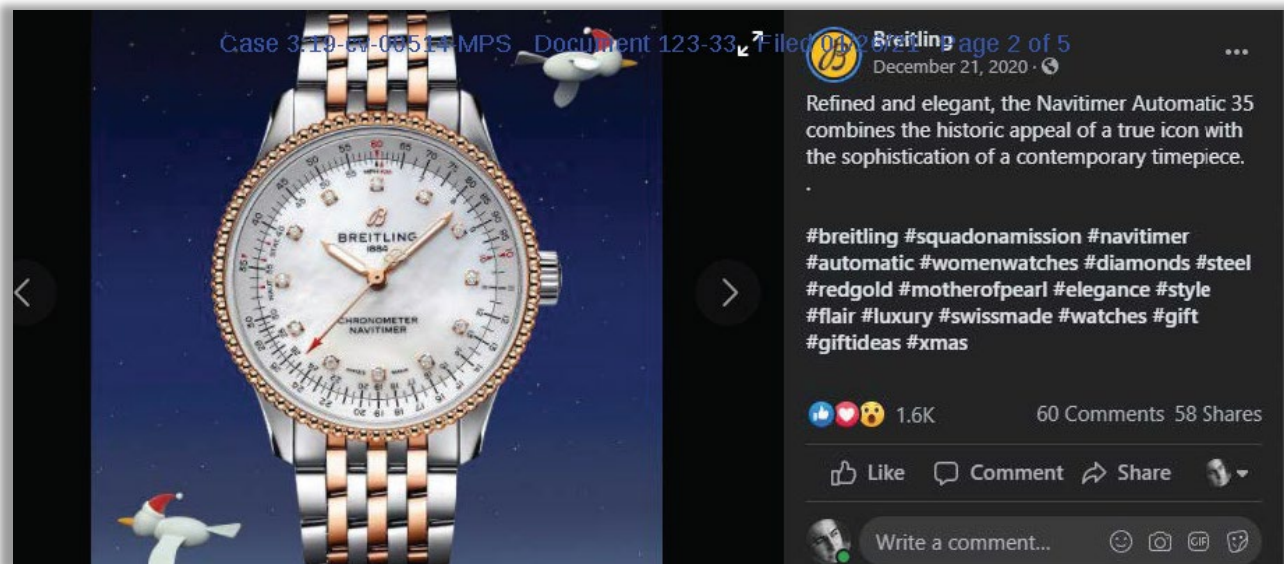 Case 3:19-cv-00514-MPS Document 123-33 Filed Page 2 of 5
Breitling
December 21, 2020
Refined and elegant, the Navitimer Automatic 35
combines the historic appeal of a true icon with
the sophistication of a contemporary timepiece.
.
#breitling #squadonamission #navitimer
#automatic #womenwatches #diamonds #steel
#redgold #motherofpearl #elegance #style
#flair #luxury #swissmade #watches #gift
#giftideas #xmas
1.6K 60 Comments 58 Shares
Like Comment Share
Write a comment...
GIF
B
BREITLING
1884
CHRONOMETER
NAVITIMER